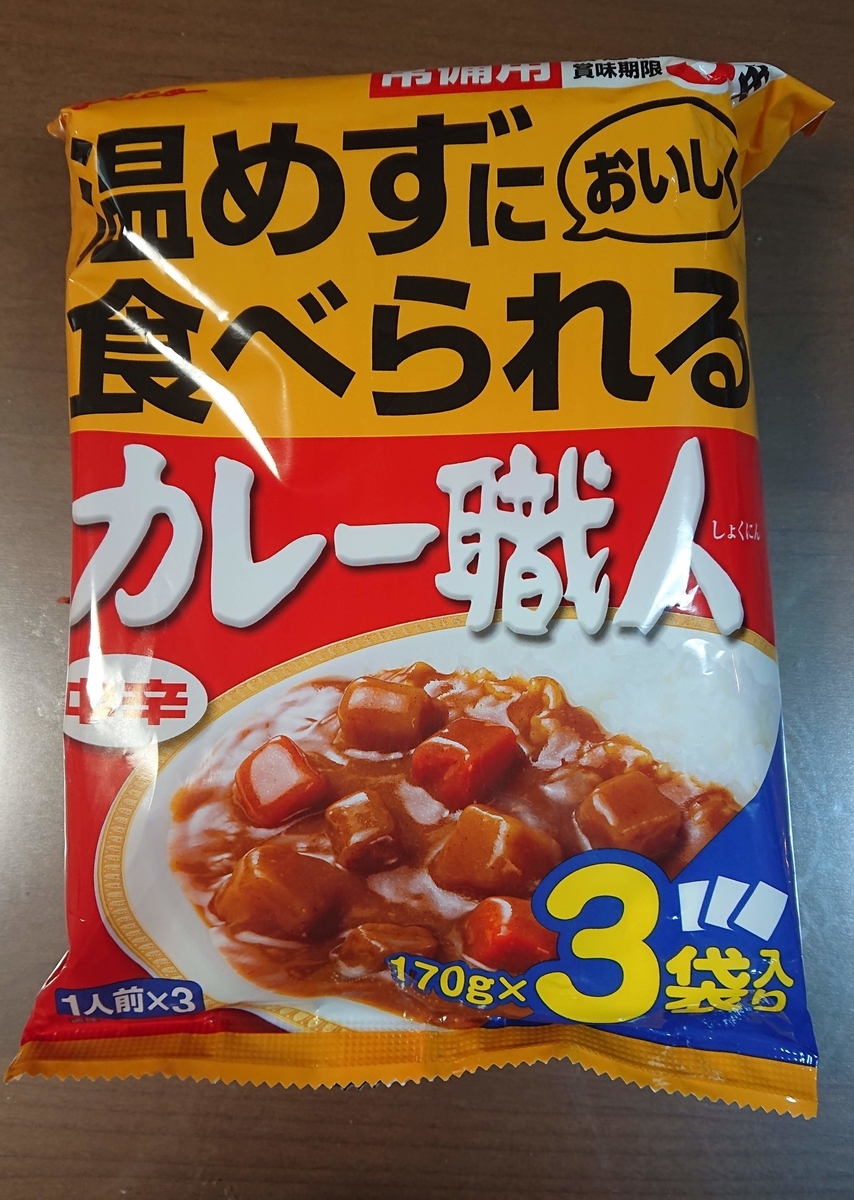 常備用 賞味期限
温めずに おいしく
食べられる
カレー職人
しょくにん
中辛
170g×3袋入り
1人前×3